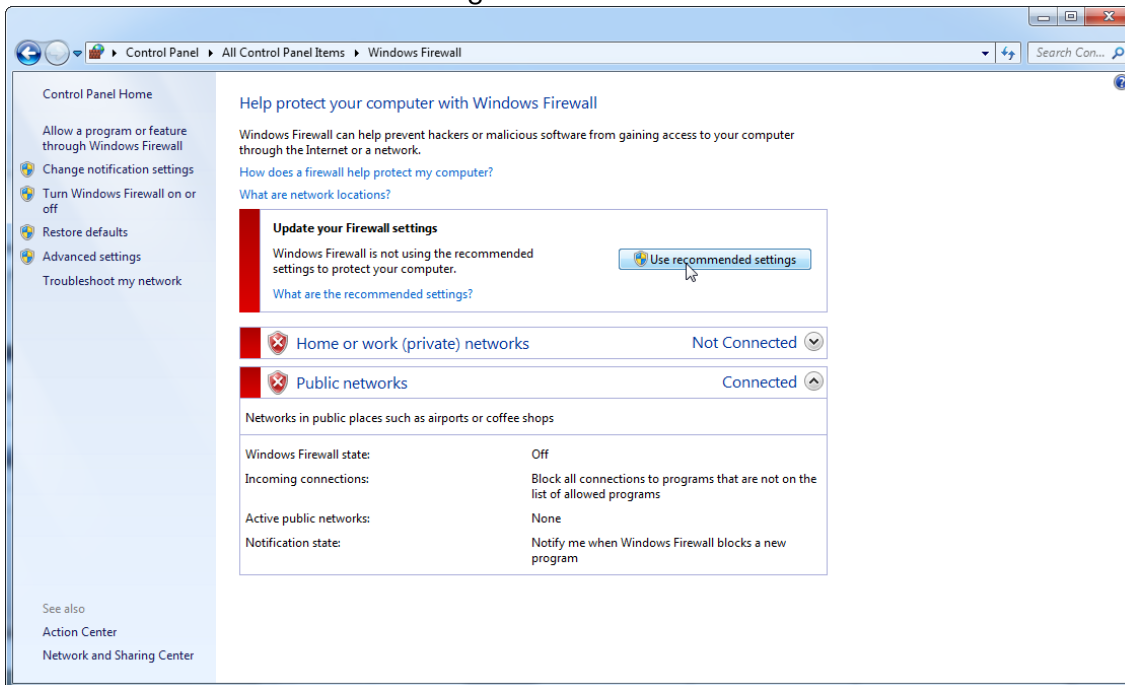 Control Panel ▸ All Control Panel Items ▸ Windows Firewall
Search Con...
Control Panel Home
Allow a program or feature
through Windows Firewall
Change notification settings
Turn Windows Firewall on or
off
Restore defaults
Advanced settings
Troubleshoot my network
See also
Action Center
Network and Sharing Center
Help protect your computer with Windows Firewall
Windows Firewall can help prevent hackers or malicious software from gaining access to your computer
through the Internet or a network.
How does a firewall help protect my computer?
What are network locations?
Update your Firewall settings
Windows Firewall is not using the recommended
settings to protect your computer.
Use recommended settings
What are the recommended settings?
Home or work (private) networks Not Connected
Public networks Connected
Networks in public places such as airports or coffee shops
Windows Firewall state: Off
Incoming connections: Block all connections to programs that are not on the
list of allowed programs
Active public networks: None
Notification state: Notify me when Windows Firewall blocks a new
program